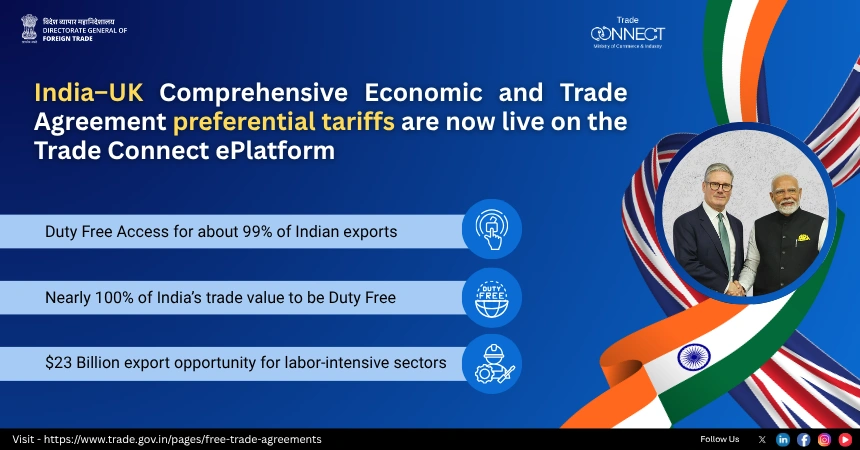 विदेश व्यापार महानिदेशालय
DIRECTORATE GENERAL OF
FOREIGN TRADE
Trade
CONNECT
Ministry of Commerce & Industry
India–UK Comprehensive Economic and Trade
Agreement preferential tariffs are now live on the
Trade Connect ePlatform
Duty Free Access for about 99% of Indian exports
Nearly 100% of India's trade value to be Duty Free
DUTY
FREE
$23 Billion export opportunity for labor-intensive sectors
Visit - https://www.trade.gov.in/pages/free-trade-agreements
Follow Us